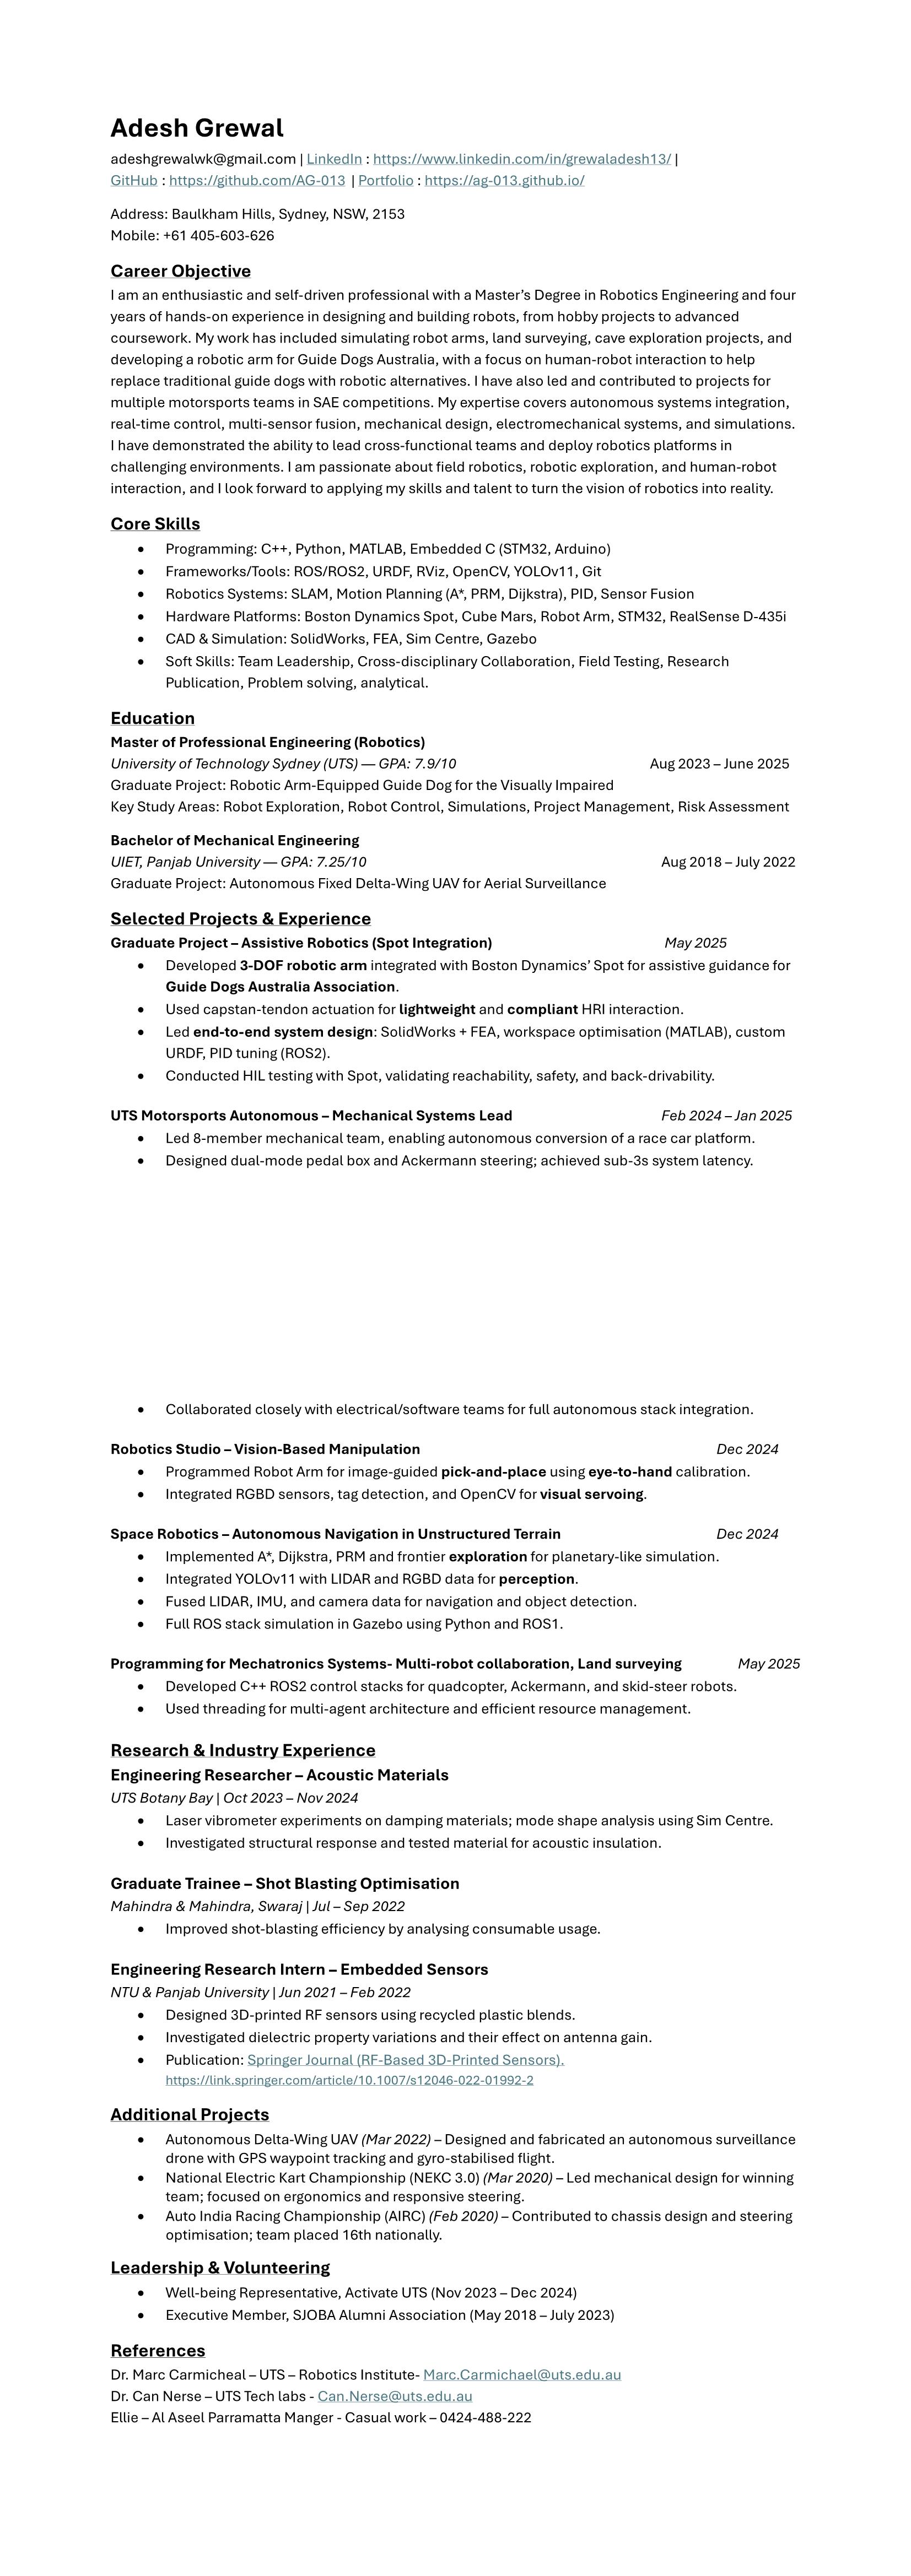 Adesh Grewal
adeshgrewalwk@gmail.com | LinkedIn : https://www.linkedin.com/in/grewaladesh13/ |
GitHub : https://github.com/AG-013 | Portfolio : https://ag-013.github.io/
Address: Baulkham Hills, Sydney, NSW, 2153
Mobile: +61 405-603-626
Career Objective
I am an enthusiastic and self-driven professional with a Master’s Degree in Robotics Engineering and four
years of hands-on experience in designing and building robots, from hobby projects to advanced
coursework. My work has included simulating robot arms, land surveying, cave exploration projects, and
developing a robotic arm for Guide Dogs Australia, with a focus on human-robot interaction to help
replace traditional guide dogs with robotic alternatives. I have also led and contributed to projects for
multiple motorsports teams in SAE competitions. My expertise covers autonomous systems integration,
real-time control, multi-sensor fusion, mechanical design, electromechanical systems, and simulations.
I have demonstrated the ability to lead cross-functional teams and deploy robotics platforms in
challenging environments. I am passionate about field robotics, robotic exploration, and human-robot
interaction, and I look forward to applying my skills and talent to turn the vision of robotics into reality.
Core Skills
• Programming: C++, Python, MATLAB, Embedded C (STM32, Arduino)
• Frameworks/Tools: ROS/ROS2, URDF, RViz, OpenCV, YOLOv11, Git
• Robotics Systems: SLAM, Motion Planning (A*, PRM, Dijkstra), PID, Sensor Fusion
• Hardware Platforms: Boston Dynamics Spot, Cube Mars, Robot Arm, STM32, RealSense D-435i
• CAD & Simulation: SolidWorks, FEA, Sim Centre, Gazebo
• Soft Skills: Team Leadership, Cross-disciplinary Collaboration, Field Testing, Research
Publication, Problem solving, analytical.
Education
Master of Professional Engineering (Robotics)
University of Technology Sydney (UTS) — GPA: 7.9/10 Aug 2023 – June 2025
Graduate Project: Robotic Arm-Equipped Guide Dog for the Visually Impaired
Key Study Areas: Robot Exploration, Robot Control, Simulations, Project Management, Risk Assessment
Bachelor of Mechanical Engineering
UIET, Panjab University — GPA: 7.25/10 Aug 2018 – July 2022
Graduate Project: Autonomous Fixed Delta-Wing UAV for Aerial Surveillance
Selected Projects & Experience
Graduate Project – Assistive Robotics (Spot Integration) May 2025
• Developed 3-DOF robotic arm integrated with Boston Dynamics’ Spot for assistive guidance for
Guide Dogs Australia Association.
• Used capstan-tendon actuation for lightweight and compliant HRI interaction.
• Led end-to-end system design: SolidWorks + FEA, workspace optimisation (MATLAB), custom
URDF, PID tuning (ROS2).
• Conducted HIL testing with Spot, validating reachability, safety, and back-drivability.
UTS Motorsports Autonomous – Mechanical Systems Lead Feb 2024 – Jan 2025
• Led 8-member mechanical team, enabling autonomous conversion of a race car platform.
• Designed dual-mode pedal box and Ackermann steering; achieved sub-3s system latency.
• Collaborated closely with electrical/software teams for full autonomous stack integration.
Robotics Studio – Vision-Based Manipulation Dec 2024
• Programmed Robot Arm for image-guided pick-and-place using eye-to-hand calibration.
• Integrated RGBD sensors, tag detection, and OpenCV for visual servoing.
Space Robotics – Autonomous Navigation in Unstructured Terrain Dec 2024
• Implemented A*, Dijkstra, PRM and frontier exploration for planetary-like simulation.
• Integrated YOLOv11 with LIDAR and RGBD data for perception.
• Fused LIDAR, IMU, and camera data for navigation and object detection.
• Full ROS stack simulation in Gazebo using Python and ROS1.
Programming for Mechatronics Systems- Multi-robot collaboration, Land surveying May 2025
• Developed C++ ROS2 control stacks for quadcopter, Ackermann, and skid-steer robots.
• Used threading for multi-agent architecture and efficient resource management.
Research & Industry Experience
Engineering Researcher – Acoustic Materials
UTS Botany Bay | Oct 2023 – Nov 2024
• Laser vibrometer experiments on damping materials; mode shape analysis using Sim Centre.
• Investigated structural response and tested material for acoustic insulation.
Graduate Trainee – Shot Blasting Optimisation
Mahindra & Mahindra, Swaraj | Jul – Sep 2022
• Improved shot-blasting efficiency by analysing consumable usage.
Engineering Research Intern – Embedded Sensors
NTU & Panjab University | Jun 2021 – Feb 2022
• Designed 3D-printed RF sensors using recycled plastic blends.
• Investigated dielectric property variations and their effect on antenna gain.
• Publication: Springer Journal (RF-Based 3D-Printed Sensors).
https://link.springer.com/article/10.1007/s12046-022-01992-2
Additional Projects
• Autonomous Delta-Wing UAV (Mar 2022) – Designed and fabricated an autonomous surveillance
drone with GPS waypoint tracking and gyro-stabilised flight.
• National Electric Kart Championship (NEKC 3.0) (Mar 2020) – Led mechanical design for winning
team; focused on ergonomics and responsive steering.
• Auto India Racing Championship (AIRC) (Feb 2020) – Contributed to chassis design and steering
optimisation; team placed 16th nationally.
Leadership & Volunteering
• Well-being Representative, Activate UTS (Nov 2023 – Dec 2024)
• Executive Member, SJOBA Alumni Association (May 2018 – July 2023)
References
Dr. Marc Carmicheal – UTS – Robotics Institute- Marc.Carmichael@uts.edu.au
Dr. Can Nerse – UTS Tech labs - Can.Nerse@uts.edu.au
Ellie – Al Aseel Parramatta Manger - Casual work – 0424-488-222